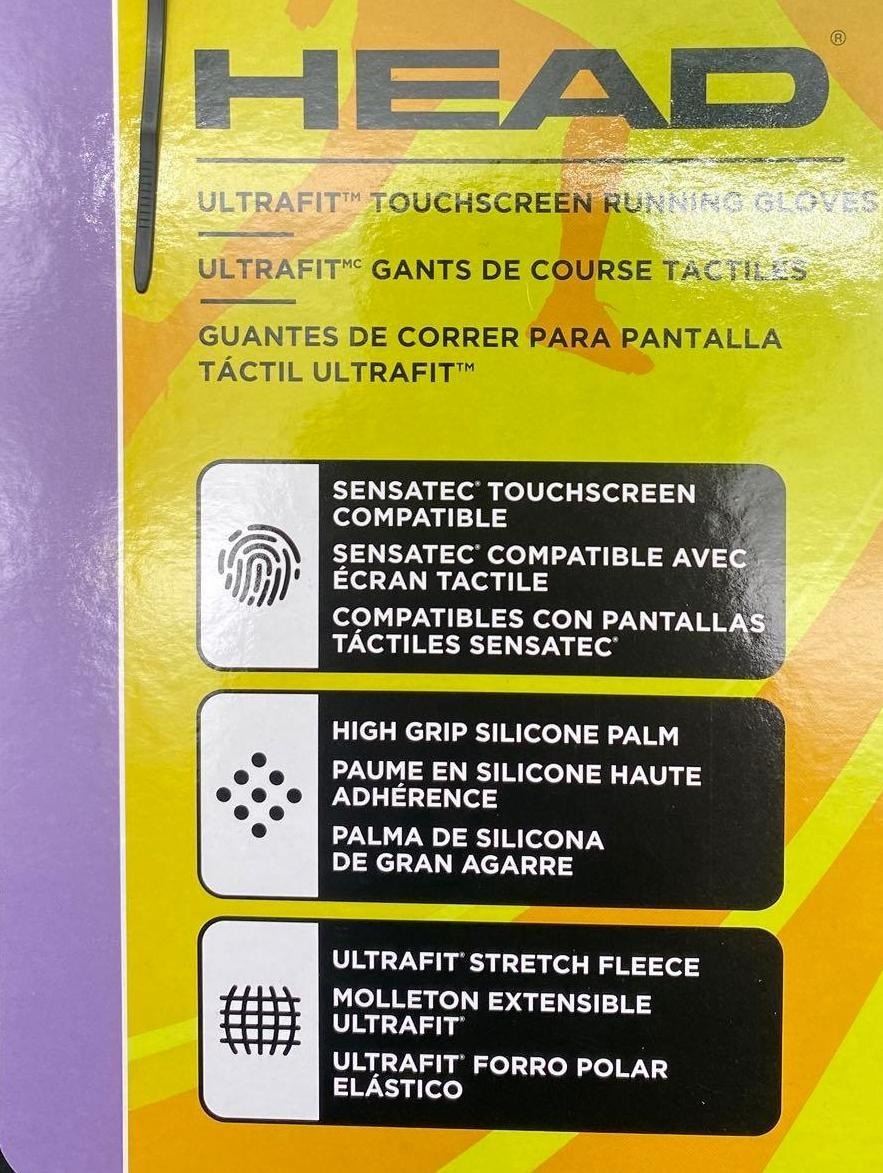 HEAD®
ULTRAFIT™ TOUCHSCREEN RUNNING GLOVES
ULTRAFITᴹᶜ GANTS DE COURSE TACTILES
GUANTES DE CORRER PARA PANTALLA
TÁCTIL ULTRAFIT™
SENSATEC® TOUCHSCREEN
COMPATIBLE
SENSATEC® COMPATIBLE AVEC
ÉCRAN TACTILE
COMPATIBLES CON PANTALLAS
TÁCTILES SENSATEC®
HIGH GRIP SILICONE PALM
PAUME EN SILICONE HAUTE
ADHÉRENCE
PALMA DE SILICONA
DE GRAN AGARRE
ULTRAFIT® STRETCH FLEECE
MOLLETON EXTENSIBLE
ULTRAFIT®
ULTRAFIT® FORRO POLAR
ELÁSTICO